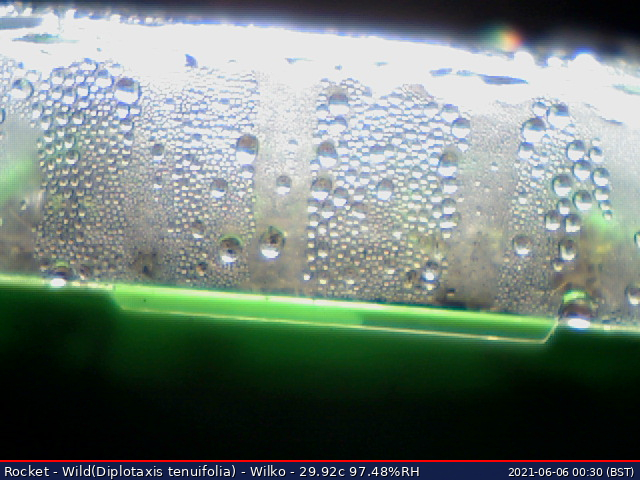 Rocket - Wild(Diplotaxis tenuifolia) - Wilko - 29.92c 97.48%RH 2021-06-06 00:30 (BST)